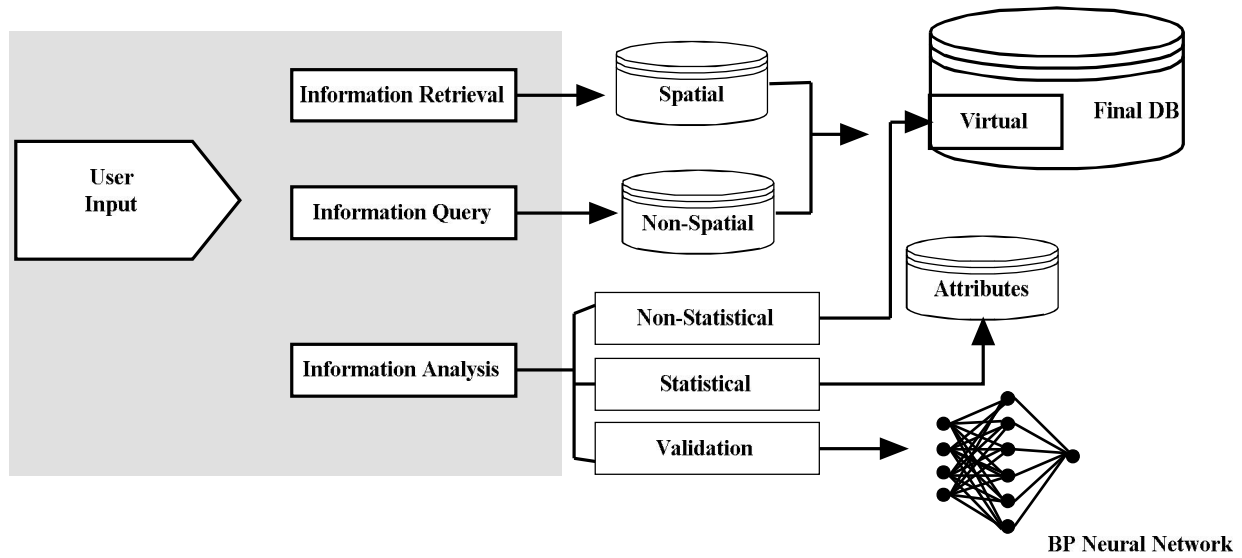 User
Input
Information Retrieval
Spatial
Virtual
Final DB
Information Query
Non-Spatial
Non-Statistical
Attributes
Information Analysis
Statistical
Validation
BP Neural Network